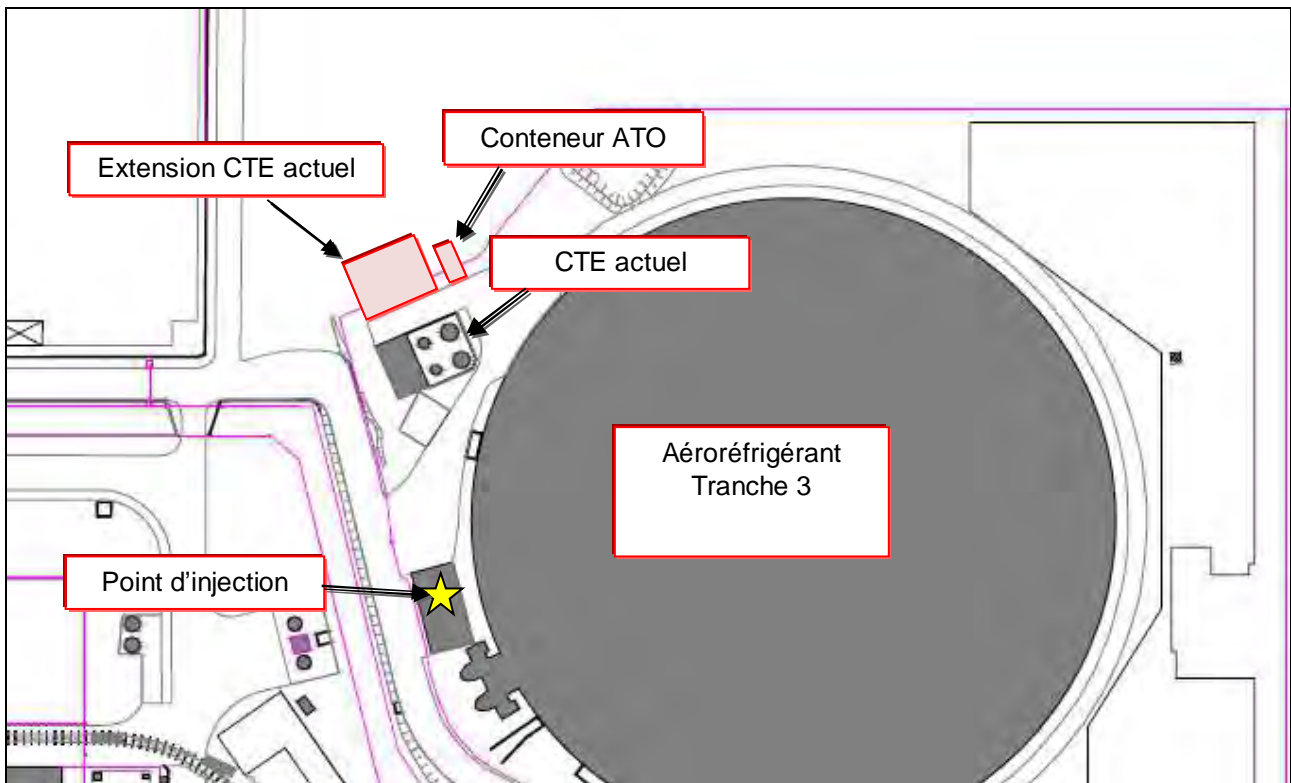 Conteneur ATO
Extension CTE actuel
CTE actuel
Aéroréfrigérant
Tranche 3
Point d'injection